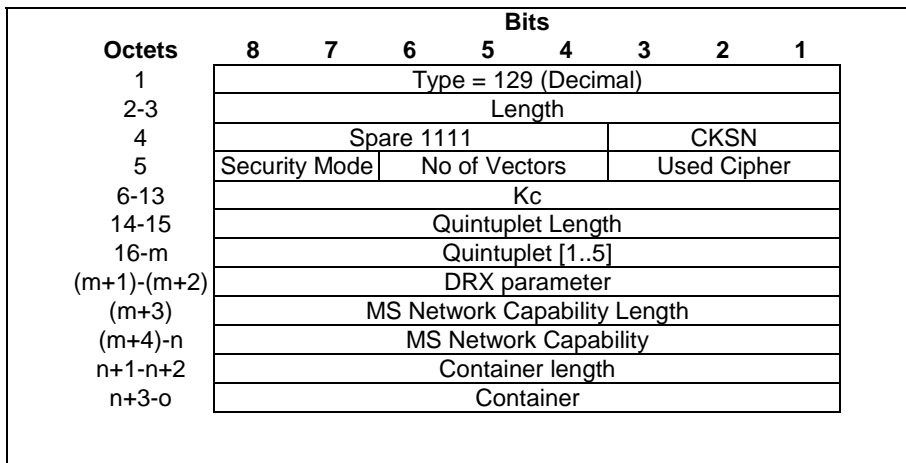 Bits
Octets 8 7 6 5 4 3 2 1
1 Type = 129 (Decimal)
2-3 Length
4 Spare 1111 CKSN
5 Security Mode No of Vectors Used Cipher
6-13 Kc
14-15 Quintuplet Length
16-m Quintuplet [1..5]
(m+1)-(m+2) DRX parameter
(m+3) MS Network Capability Length
(m+4)-n MS Network Capability
n+1-n+2 Container length
n+3-o Container